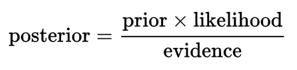 posterior = prior × likelihood / evidence